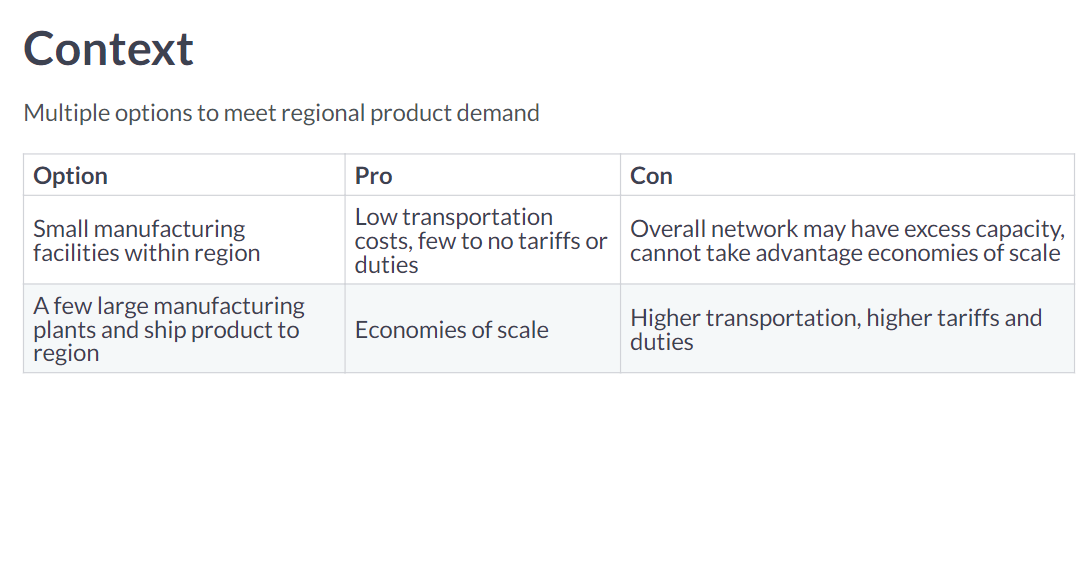 Context
Multiple options to meet regional product demand
Option
Pro
Con
Small manufacturing
facilities within region
Low transportation
costs, few to no tariffs or
duties
Overall network may have excess capacity,
cannot take advantage economies of scale
A few large manufacturing
plants and ship product to
region
Economies of scale
Higher transportation, higher tariffs and
duties